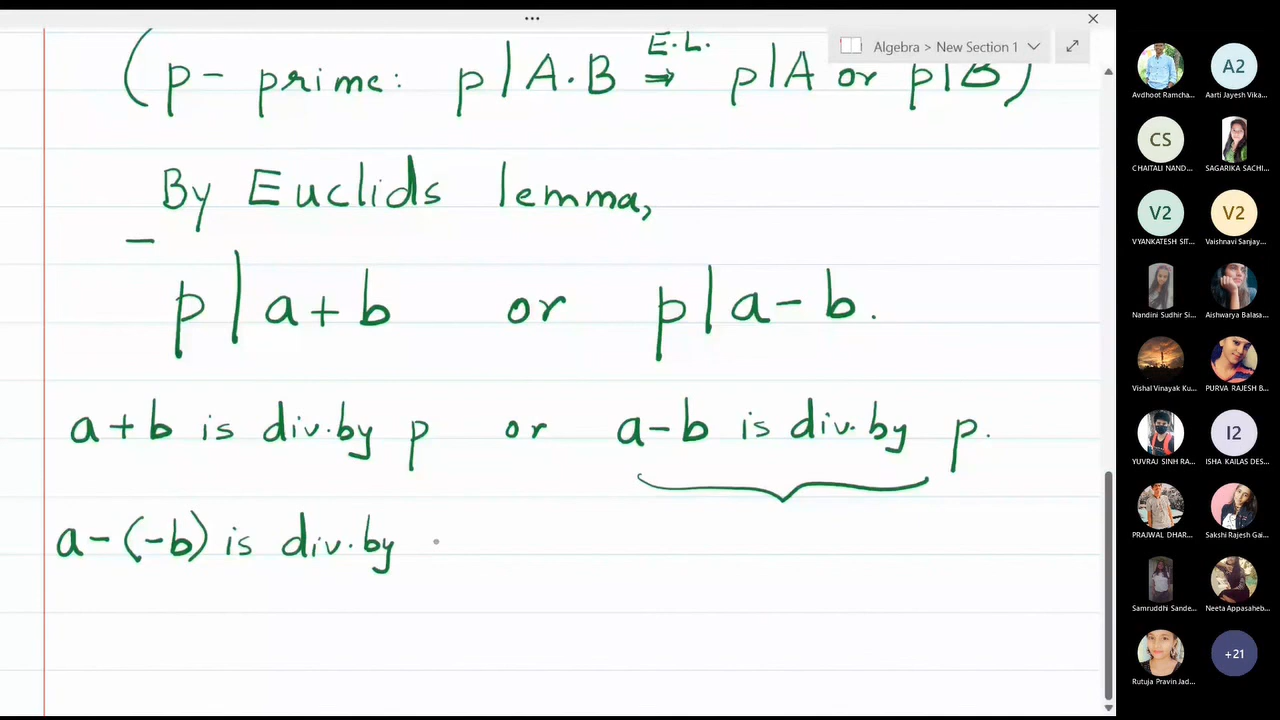 Algebra > New Section 1
(p - prime: p | A·B E.L. ⇒ p | A or p | B)
By Euclids lemma,
p | a+b or p | a-b.
a+b is div.by p or a-b is div.by p.
a-(-b) is div.by
Avdhoot Ramcha...
A2
Aarti Jayesh Vika...
CS
CHAITALI NAND...
SAGARIKA SACHI...
V2
VYANKATESH SIT...
V2
Vaishnavi Sanjay...
Nandini Sudhir Si...
Aishwarya Balasa...
Vishal Vinayak Ku...
PURVA RAJESH B...
YUVRAJ SINH RA...
I2
ISHA KAILAS DES...
PRAJWAL DHAR...
Sakshi Rajesh Gai...
Samruddhi Sande...
Neeta Appasaheb...
Rutuja Pravin Jad...
+21